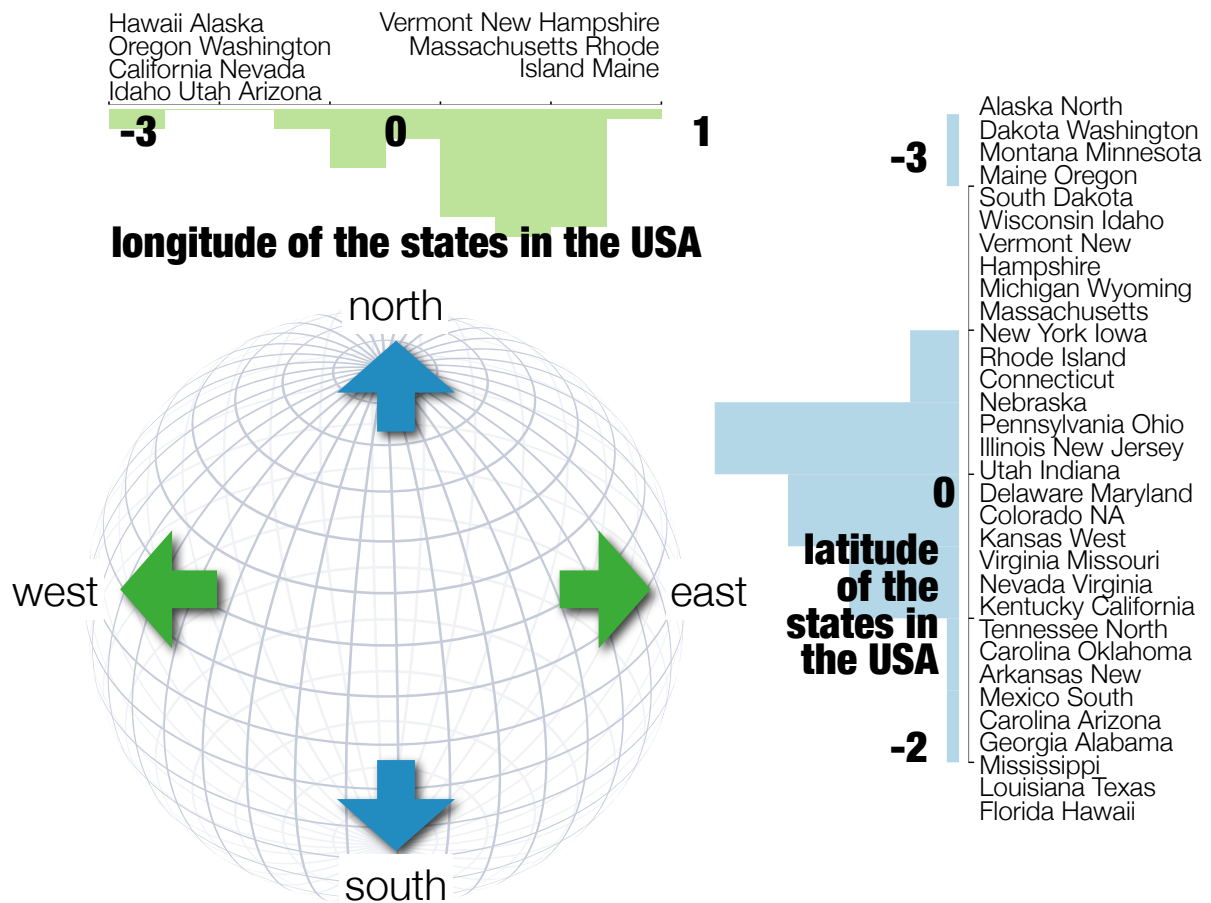 Hawaii Alaska
Oregon Washington
California Nevada
Idaho Utah Arizona
Vermont New Hampshire
Massachusetts Rhode
Island Maine
-3
0
1
longitude of the states in the USA
north
west
east
south
Alaska North
Dakota Washington
Montana Minnesota
Maine Oregon
South Dakota
Wisconsin Idaho
Vermont New
Hampshire
Michigan Wyoming
Massachusetts
New York Iowa
Rhode Island
Connecticut
Nebraska
Pennsylvania Ohio
Illinois New Jersey
Utah Indiana
Delaware Maryland
Colorado NA
Kansas West
Virginia Missouri
Nevada Virginia
Kentucky California
Tennessee North
Carolina Oklahoma
Arkansas New
Mexico South
Carolina Arizona
Georgia Alabama
Mississippi
Louisiana Texas
Florida Hawaii
-3
0
latitude
of the
states in
the USA
-2